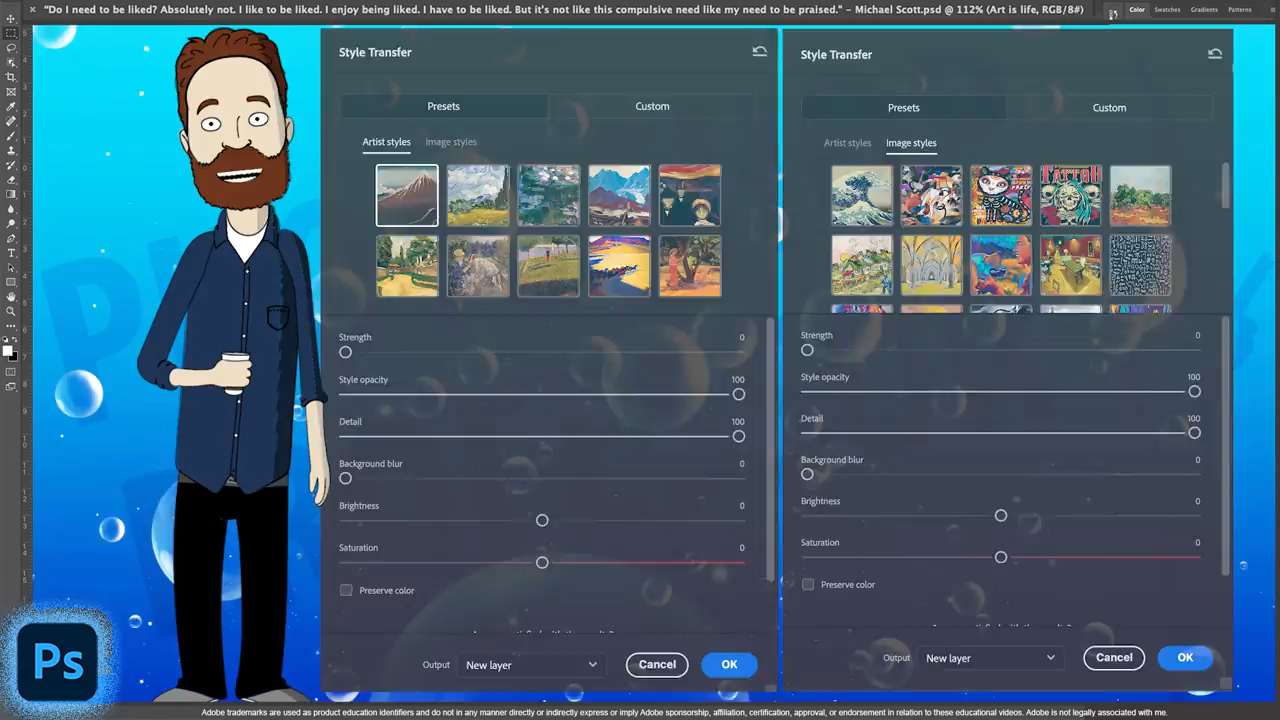 "Do I need to be liked? Absolutely not. I like to be liked. I enjoy being liked. I have to be liked. But it's not like this compulsive need like my need to be praised." – Michael Scott.psd @ 112% (Art is life, RGB/8#)
Color Swatches Gradients Patterns
Style Transfer
Presets Custom
Artist styles Image styles
Strength 0
Style opacity 100
Detail 100
Background blur 0
Brightness 0
Saturation 0
Preserve color
Output New layer Cancel OK
Style Transfer
Presets Custom
Artist styles Image styles
TATTOO
Strength 0
Style opacity 100
Detail 100
Background blur 0
Brightness 0
Saturation 0
Preserve color
Output New layer Cancel OK
Ps
Adobe trademarks are used as product education identifiers and do not in any manner directly or indirectly express or imply Adobe sponsorship, affiliation, certification, approval, or endorsement in relation to these educational videos. Adobe is not legally associated with me.